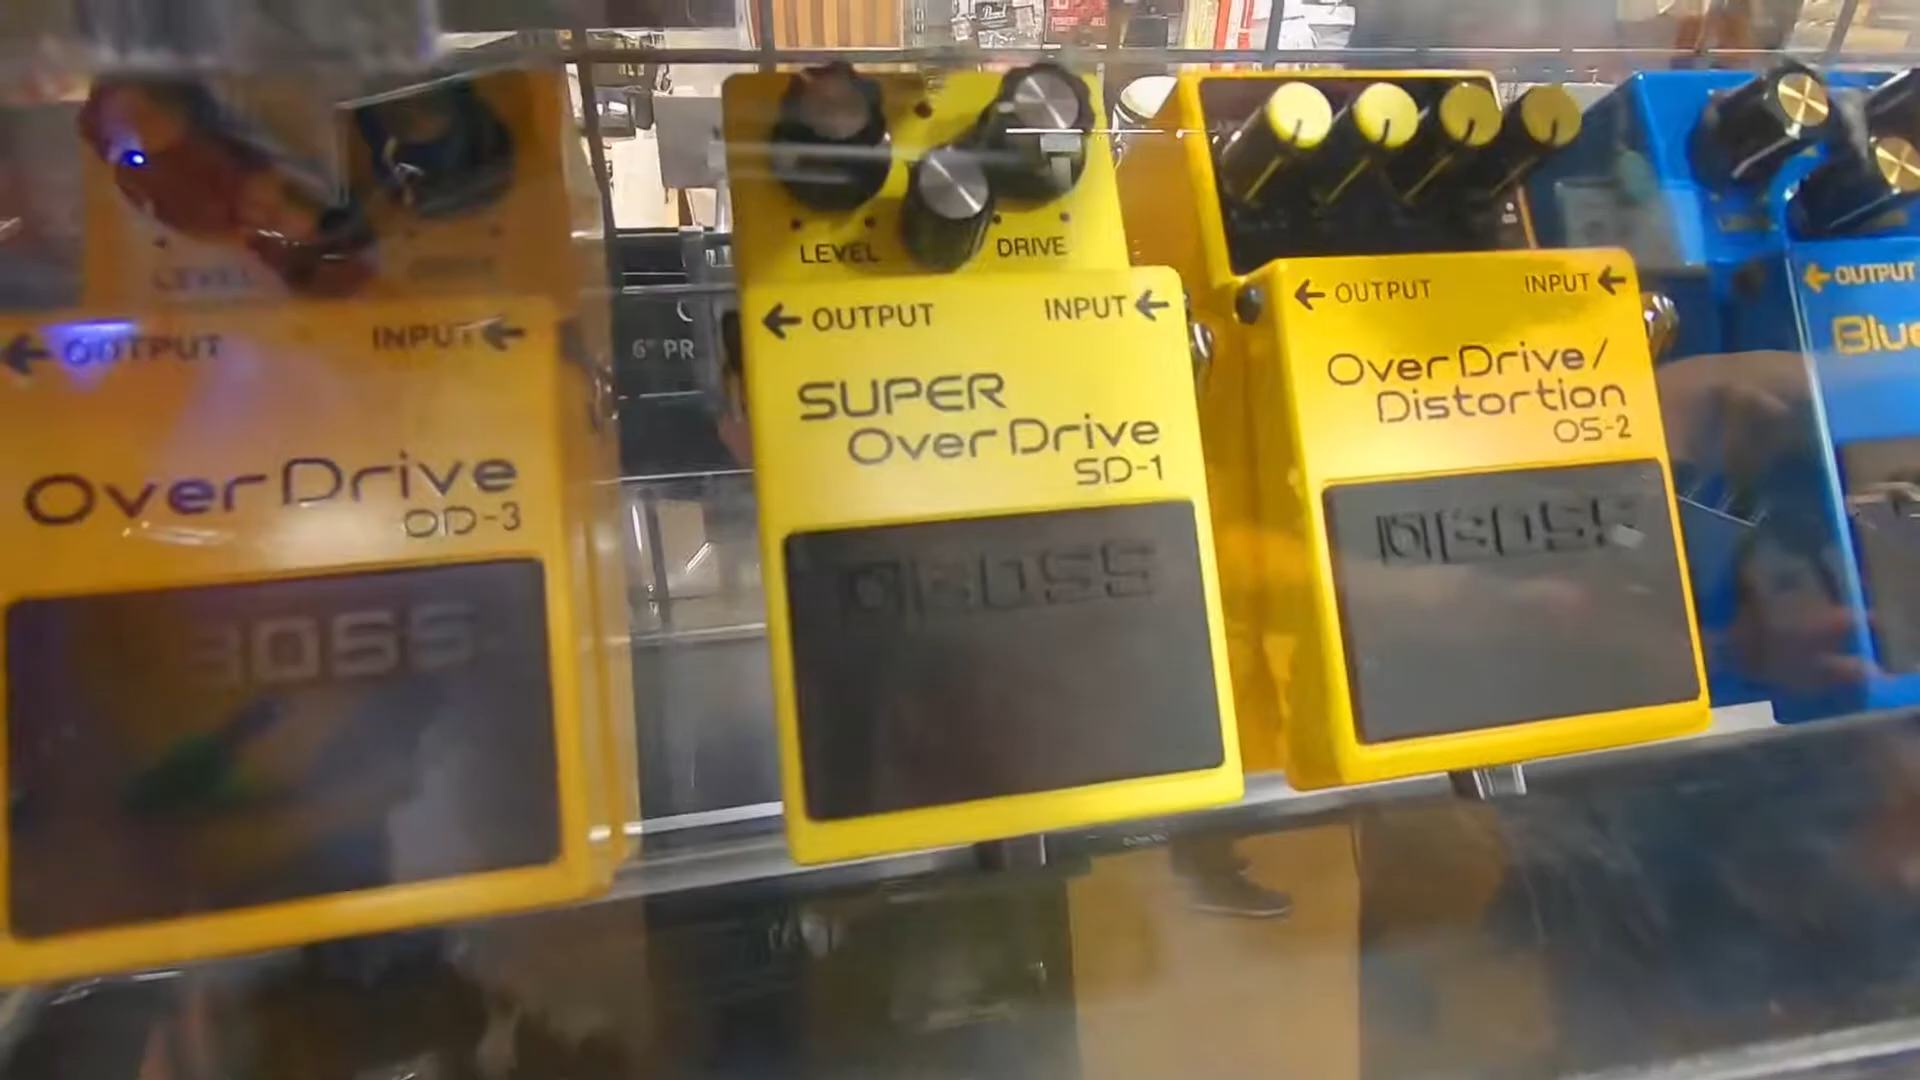 LEVEL
← OUTPUT INPUT ←
OverDrive
OD-3
BOSS
6" PR
LEVEL DRIVE
← OUTPUT INPUT ←
SUPER
OverDrive
SD-1
BOSS
← OUTPUT INPUT ←
OverDrive/
Distortion
OS-2
BOSS
← OUTPUT
Blue